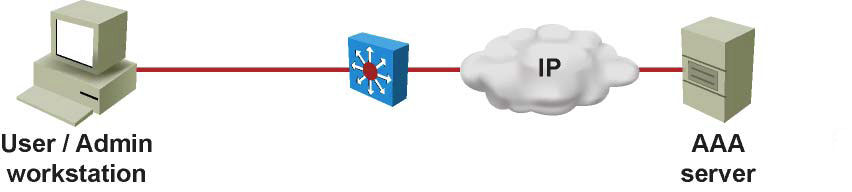 IP
User / Admin
workstation
AAA
server